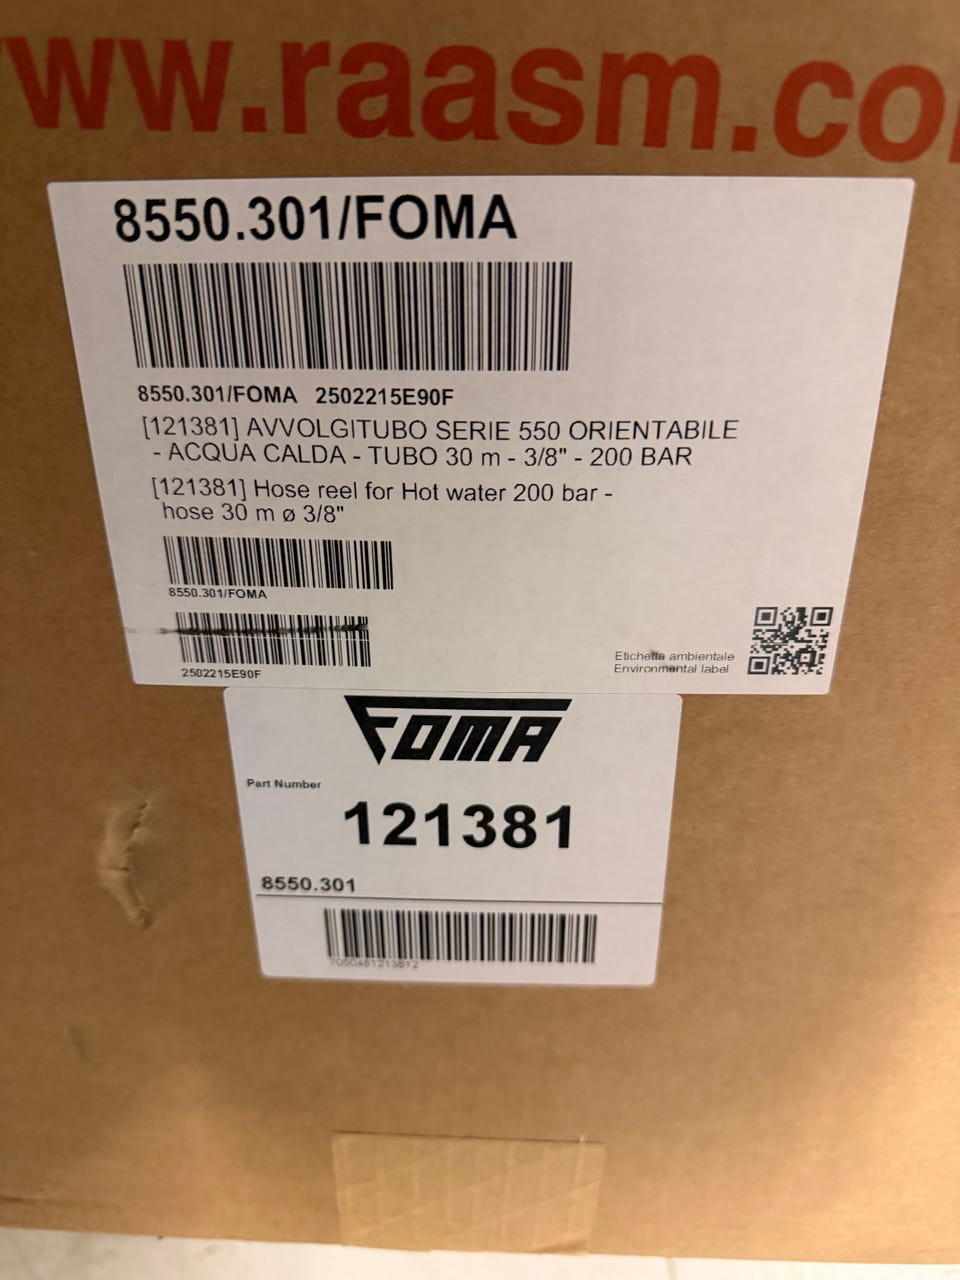 ww.raasm.co
8550.301/FOMA
8550.301/FOMA 2502215E90F
[121381] AVVOLGITUBO SERIE 550 ORIENTABILE
- ACQUA CALDA - TUBO 30 m - 3/8" - 200 BAR
[121381] Hose reel for Hot water 200 bar -
hose 30 m ø 3/8"
8550.301/FOMA
2502215E90F
Etichetta ambientale
Environmental label
FOMA
Part Number
121381
8550.301